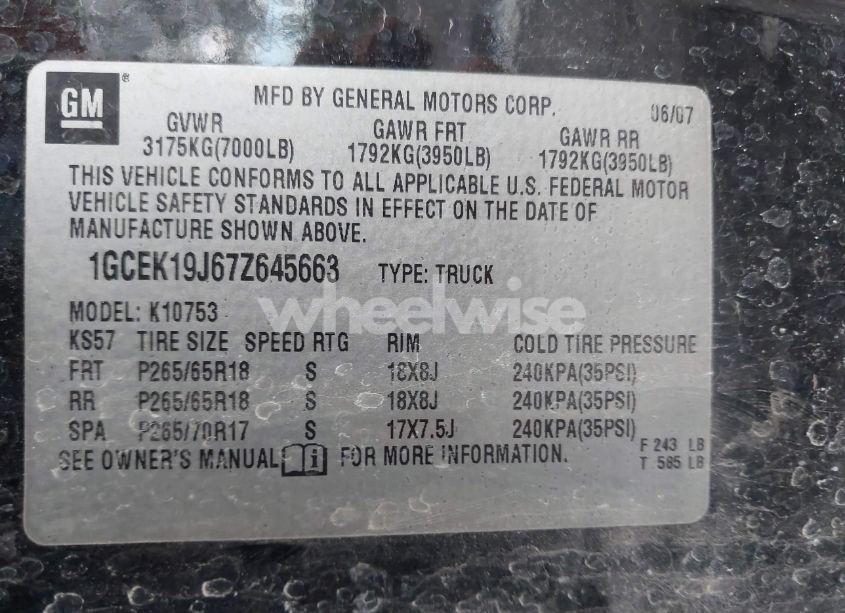 GM ®
MFD BY GENERAL MOTORS CORP. 06/07
GVWR GAWR FRT GAWR RR
3175KG(7000LB) 1792KG(3950LB) 1792KG(3950LB)
THIS VEHICLE CONFORMS TO ALL APPLICABLE U.S. FEDERAL MOTOR
VEHICLE SAFETY STANDARDS IN EFFECT ON THE DATE OF
MANUFACTURE SHOWN ABOVE.
1GCEK19J67Z645663 TYPE: TRUCK
wheelwise
MODEL: K10753
KS57 TIRE SIZE SPEED RTG RIM COLD TIRE PRESSURE
FRT P265/65R18 S 18X8J 240KPA(35PSI)
RR P265/65R18 S 18X8J 240KPA(35PSI)
SPA P265/70R17 S 17X7.5J 240KPA(35PSI)
SEE OWNER'S MANUAL i FOR MORE INFORMATION.
F 243 LB
T 585 LB